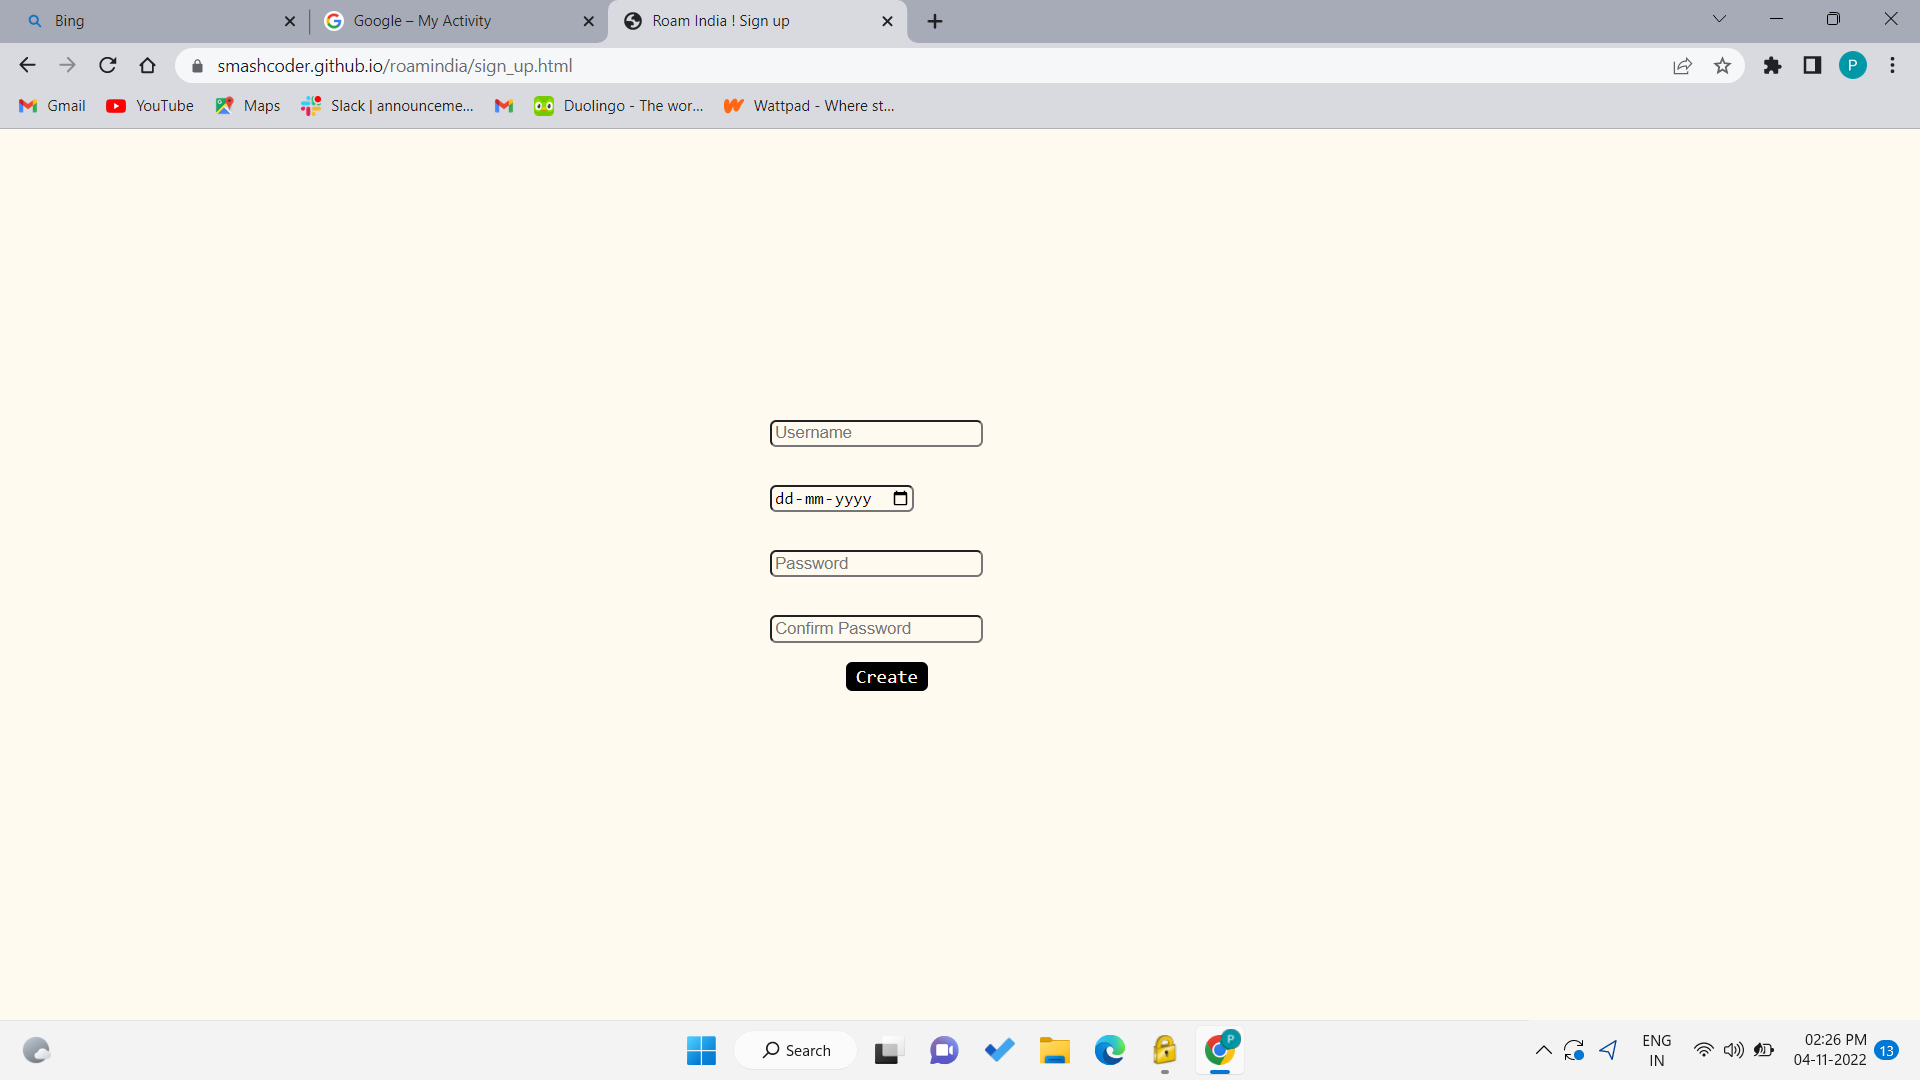 Bing
Google – My Activity
Roam India ! Sign up
smashcoder.github.io/roamindia/sign_up.html
P
Gmail
YouTube
Maps
Slack | announceme...
Duolingo - The wor...
Wattpad - Where st...
Username
dd-mm-yyyy
Password
Confirm Password
Create
Search
P
ENG
IN
02:26 PM
04-11-2022
13